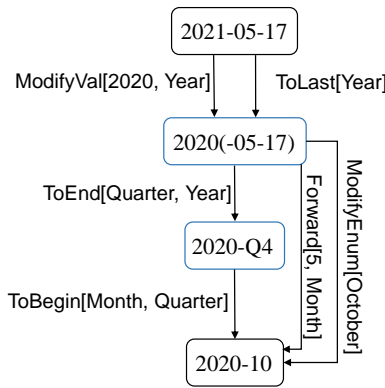 2021-05-17
ModifyVal[2020, Year]
ToLast[Year]
2020(-05-17)
ToEnd[Quarter, Year]
Forward[5, Month]
ModifyEnum[October]
2020-Q4
ToBegin[Month, Quarter]
2020-10